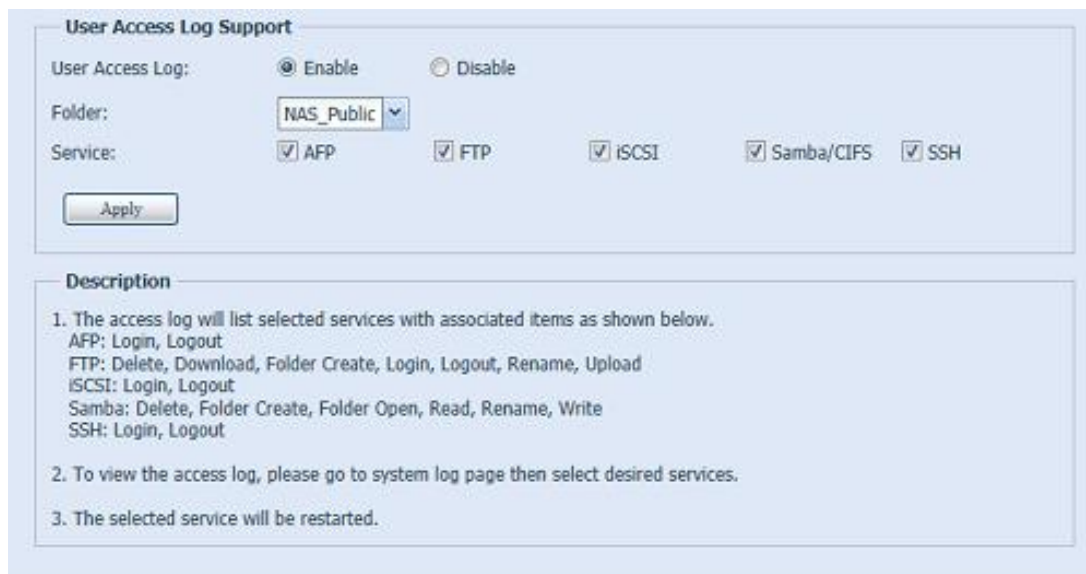 User Access Log Support
User Access Log: Enable Disable
Folder: NAS_Public
Service: AFP FTP iSCSI Samba/CIFS SSH
Apply
Description
1. The access log will list selected services with associated items as shown below.
AFP: Login, Logout
FTP: Delete, Download, Folder Create, Login, Logout, Rename, Upload
iSCSI: Login, Logout
Samba: Delete, Folder Create, Folder Open, Read, Rename, Write
SSH: Login, Logout
2. To view the access log, please go to system log page then select desired services.
3. The selected service will be restarted.